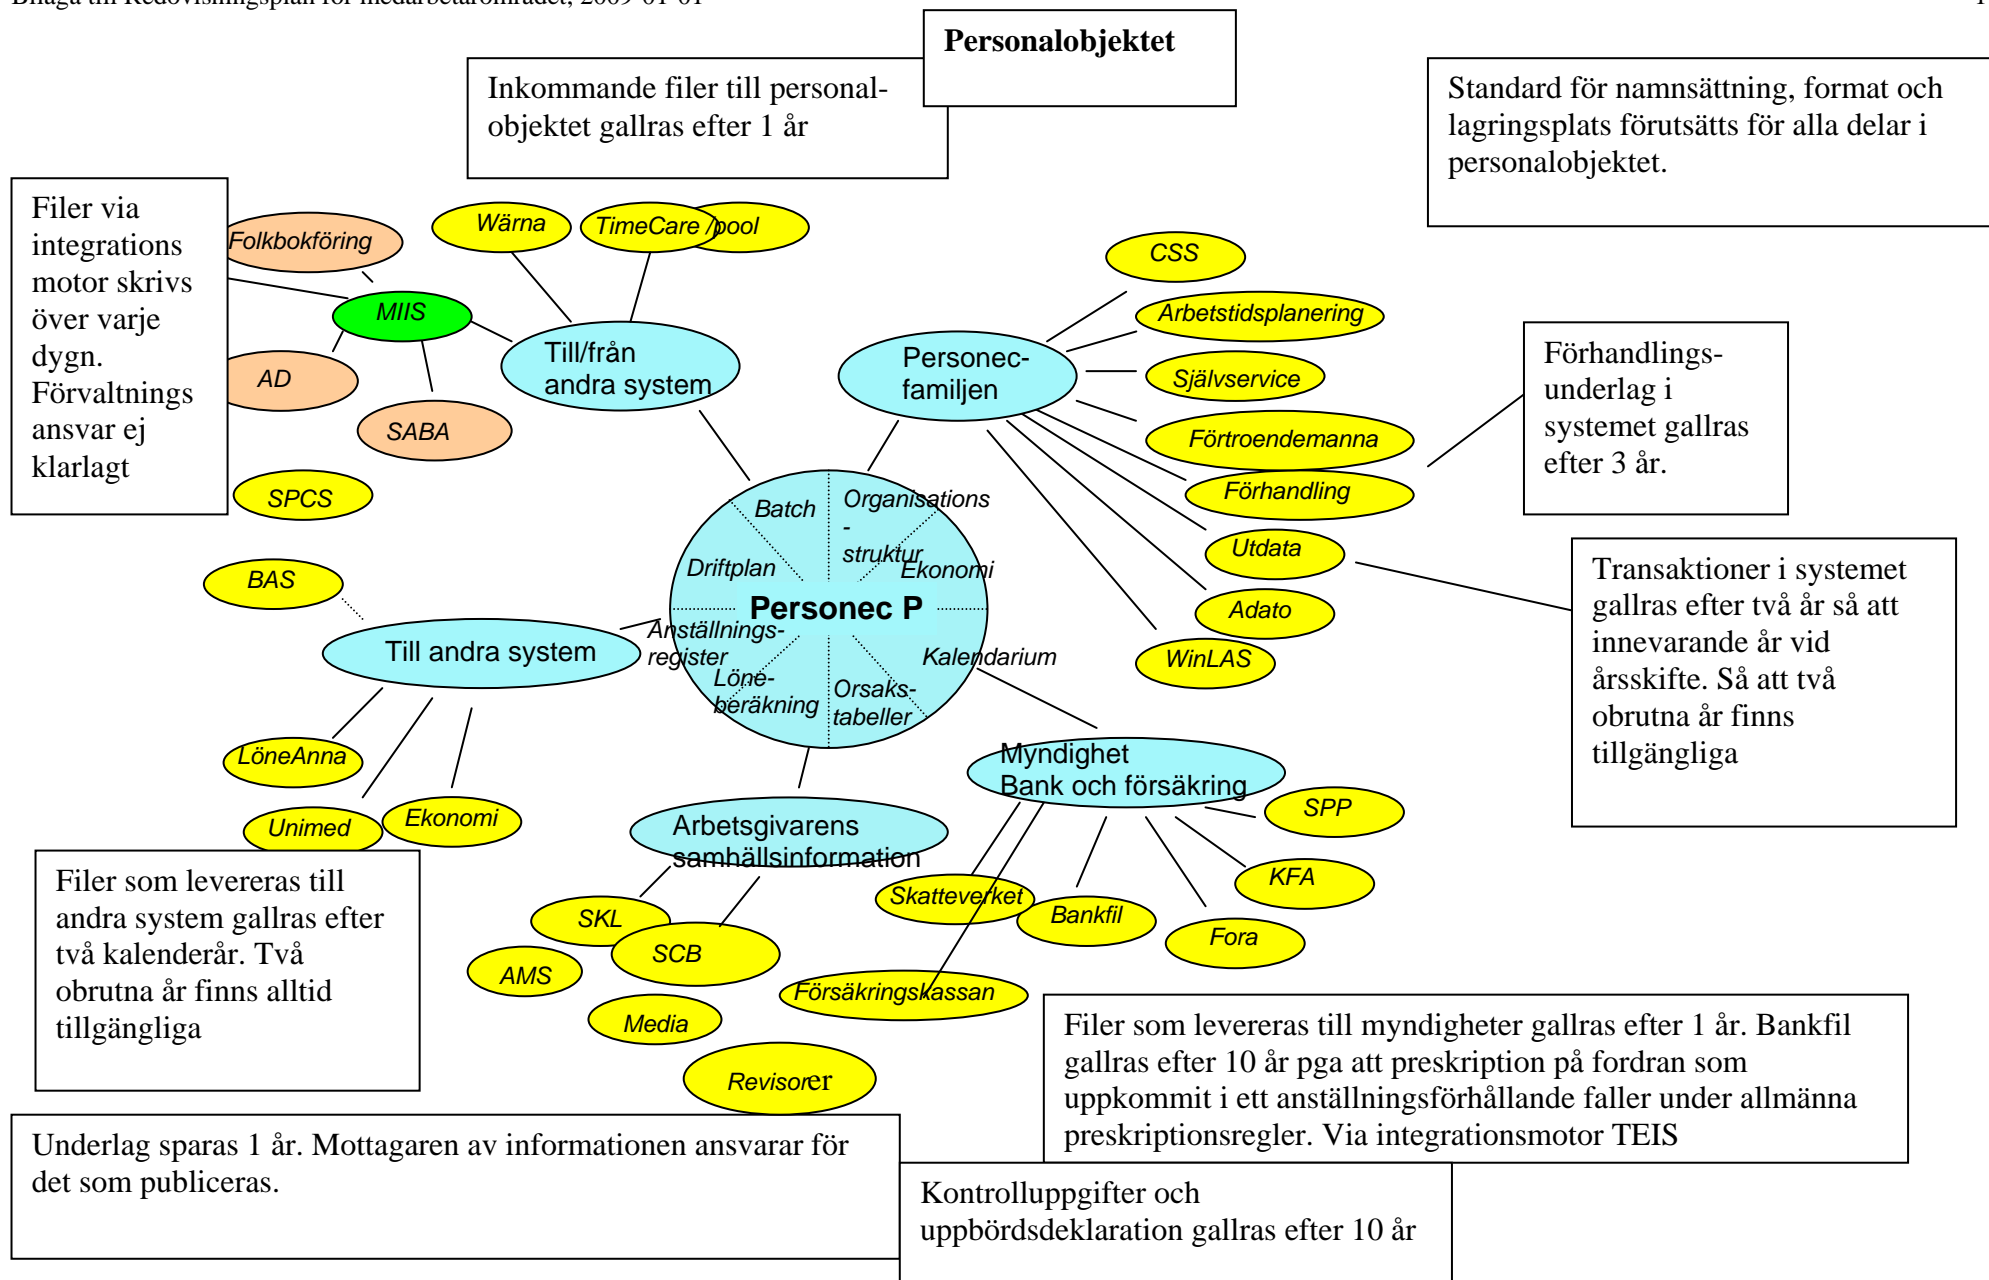 Bilaga till Redovisningsplan för medarbetarområdet, 2009-01-01
Personalobjektet
Inkommande filer till personal-
objektet gallras efter 1 år
Standard för namnsättning, format och
lagringsplats förutsätts för alla delar i
personalobjektet.
Filer via
integrations
motor skrivs
över varje
dygn.
Förvaltnings
ansvar ej
klarlagt
Folkbokföring
Wärna
TimeCare /pool
MIIS
AD
SABA
SPCS
Till/från
andra system
Personec-
familjen
CSS
Arbetstidsplanering
Självservice
Förtroendemanna
Förhandling
Utdata
Adato
WinLAS
Förhandlings-
underlag i
systemet gallras
efter 3 år.
Transaktioner i systemet
gallras efter två år så att
innevarande år vid
årsskifte. Så att två
obrutna år finns
tillgängliga
Batch
Organisations
-
struktur
Driftplan
Ekonomi
Personec P
Anställnings-
register
Kalendarium
Löne-
beräkning
Orsaks-
tabeller
BAS
Till andra system
LöneAnna
Unimed
Ekonomi
Filer som levereras till
andra system gallras efter
två kalenderår. Två
obrutna år finns alltid
tillgängliga
Arbetsgivarens
samhällsinformation
SKL
SCB
AMS
Media
Revisorer
Myndighet
Bank och försäkring
SPP
KFA
Fora
Bankfil
Skatteverket
Försäkringskassan
Filer som levereras till myndigheter gallras efter 1 år. Bankfil
gallras efter 10 år pga att preskription på fordran som
uppkommit i ett anställningsförhållande faller under allmänna
preskriptionsregler. Via integrationsmotor TEIS
Underlag sparas 1 år. Mottagaren av informationen ansvarar för
det som publiceras.
Kontrolluppgifter och
uppbördsdeklaration gallras efter 10 år